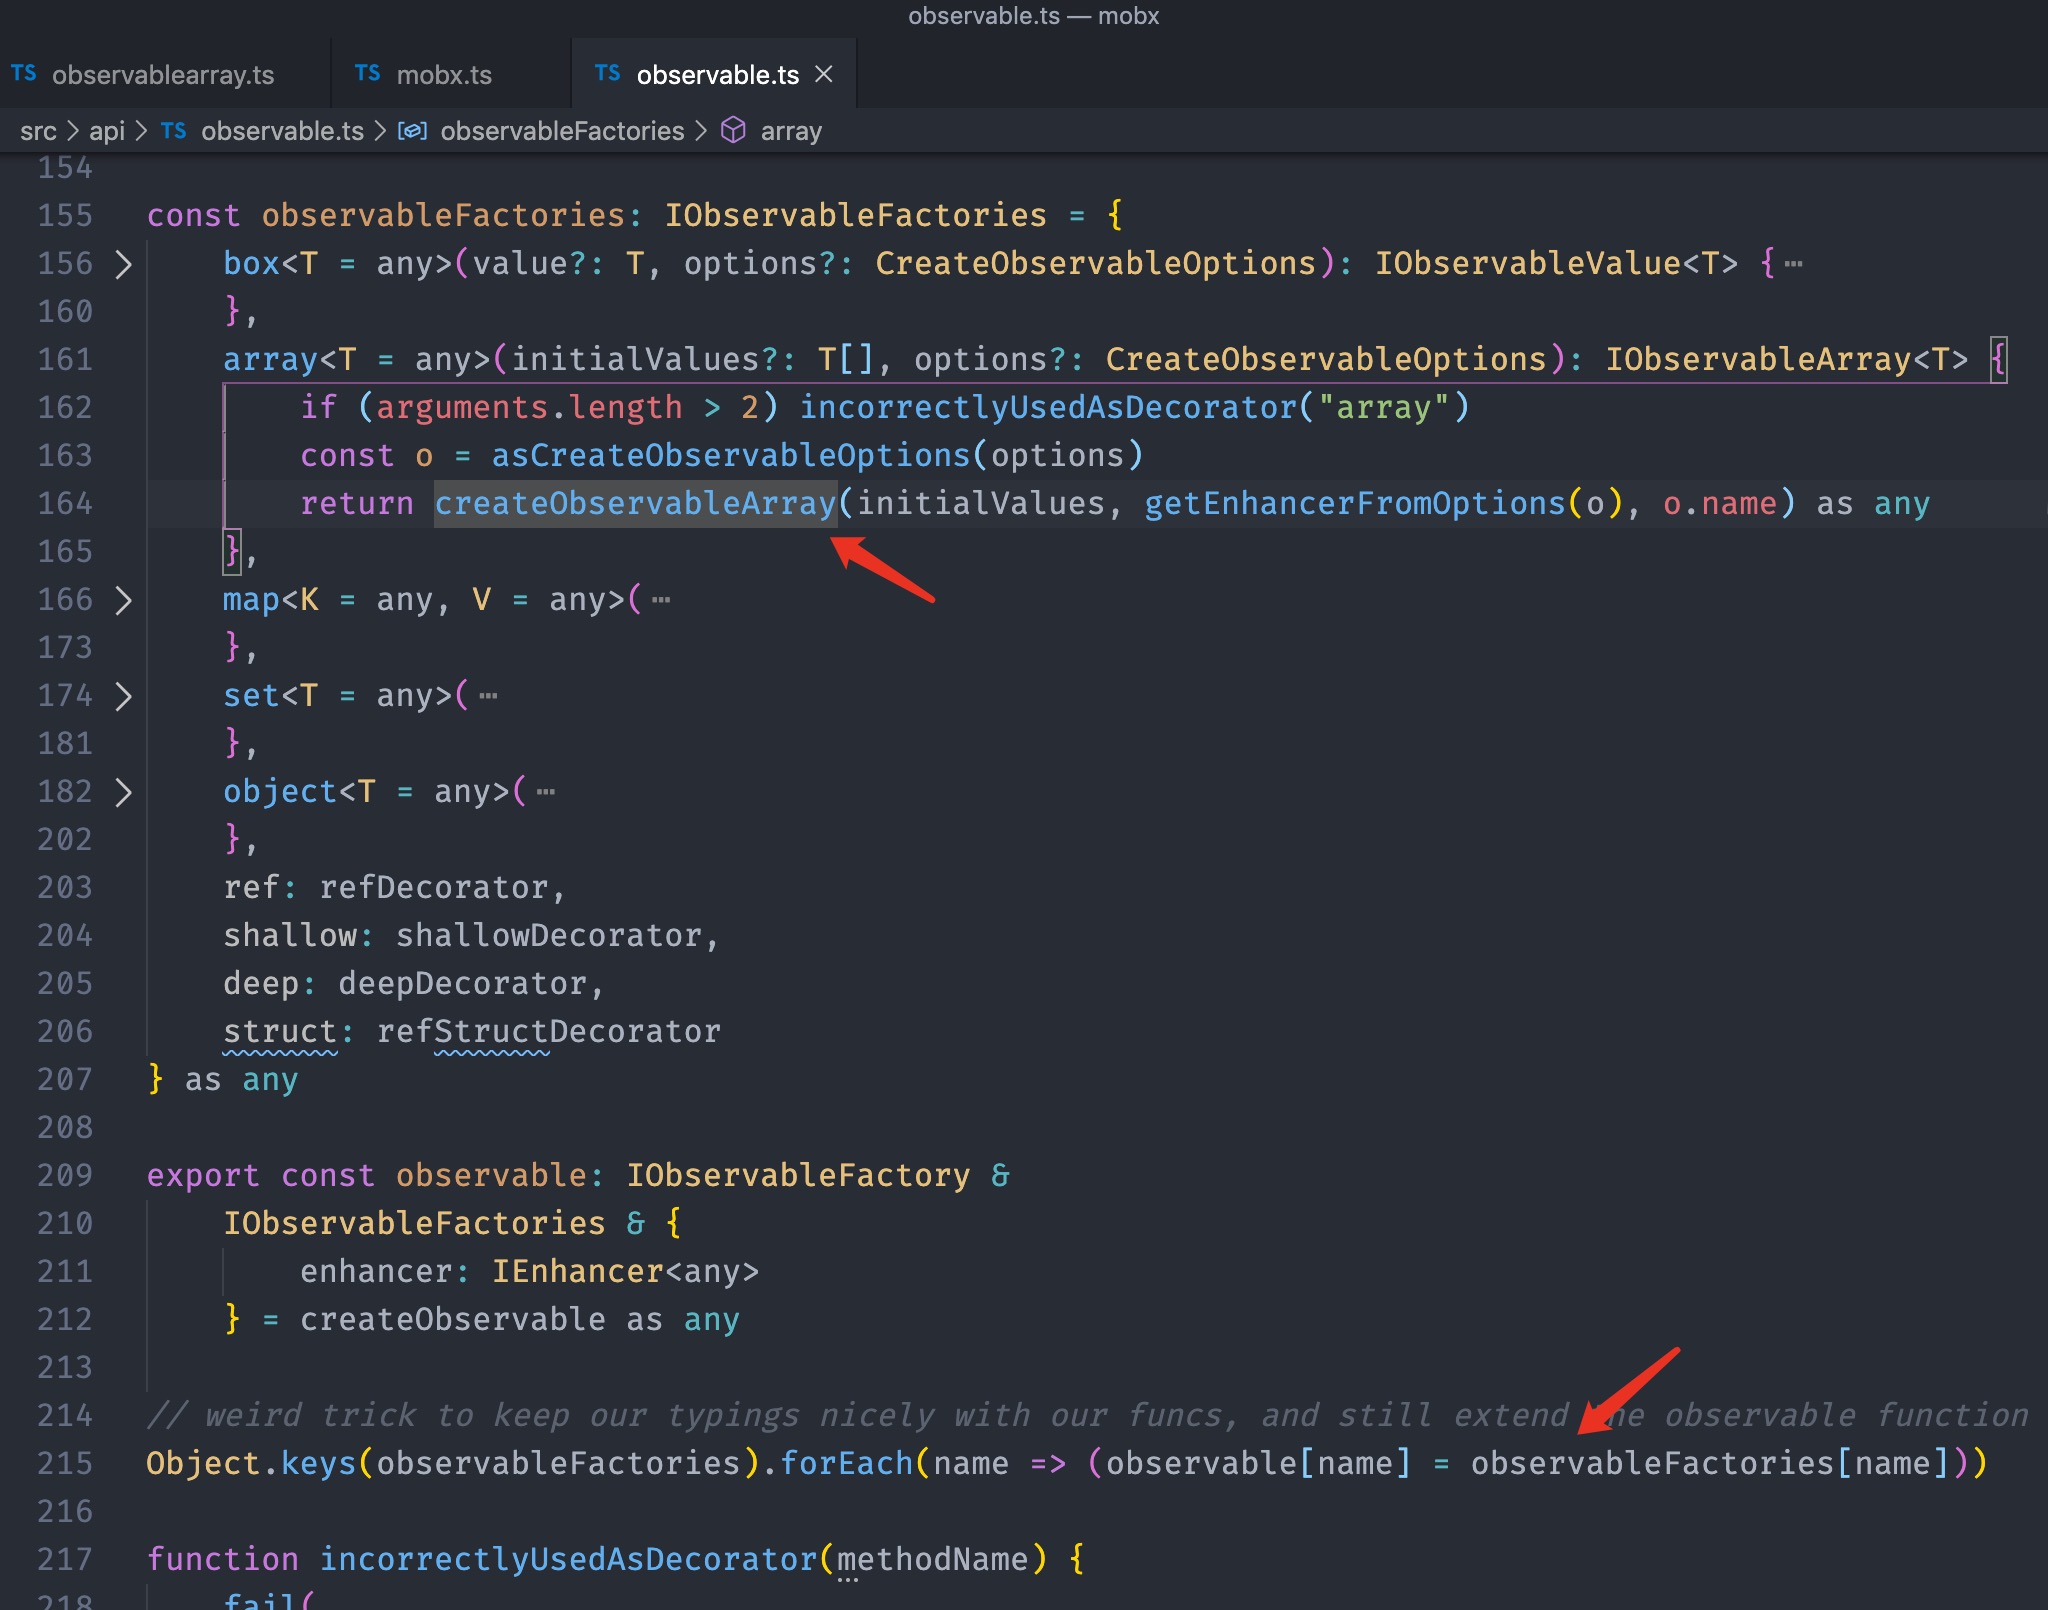 observable.ts — mobx
TS observablearray.ts TS mobx.ts TS observable.ts
src > api > TS observable.ts > observableFactories > array
154
155 const observableFactories: IObservableFactories = {
156 box<T = any>(value?: T, options?: CreateObservableOptions): IObservableValue<T> {…
160 },
161 array<T = any>(initialValues?: T[], options?: CreateObservableOptions): IObservableArray<T> {
162 if (arguments.length > 2) incorrectlyUsedAsDecorator("array")
163 const o = asCreateObservableOptions(options)
164 return createObservableArray(initialValues, getEnhancerFromOptions(o), o.name) as any
165 },
166 map<K = any, V = any>( …
173 },
174 set<T = any>( …
181 },
182 object<T = any>( …
202 },
203 ref: refDecorator,
204 shallow: shallowDecorator,
205 deep: deepDecorator,
206 struct: refStructDecorator
207 } as any
208
209 export const observable: IObservableFactory &
210 IObservableFactories & {
211 enhancer: IEnhancer<any>
212 } = createObservable as any
213
214 // weird trick to keep our typings nicely with our funcs, and still extend the observable function
215 Object.keys(observableFactories).forEach(name => (observable[name] = observableFactories[name]))
216
217 function incorrectlyUsedAsDecorator(methodName) {
218 fail(